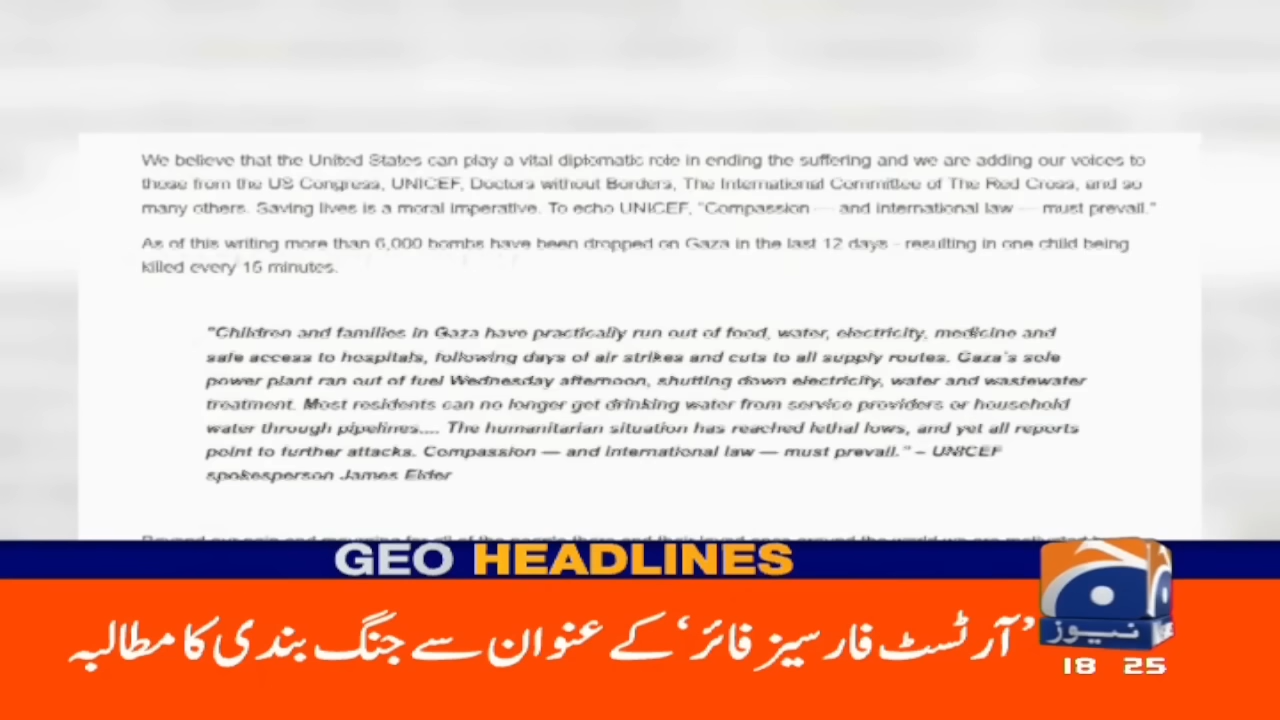 We believe that the United States can play a vital diplomatic role in ending the suffering and we are adding our voices to
those from the US Congress, UNICEF, Doctors without Borders, The International Committee of The Red Cross, and so
many others. Saving lives is a moral imperative. To echo UNICEF, "Compassion — and international law — must prevail."
As of this writing more than 6,000 bombs have been dropped on Gaza in the last 12 days - resulting in one child being
killed every 15 minutes.
"Children and families in Gaza have practically run out of food, water, electricity, medicine and
safe access to hospitals, following days of air strikes and cuts to all supply routes. Gaza's sole
power plant ran out of fuel Wednesday afternoon, shutting down electricity, water and wastewater
treatment. Most residents can no longer get drinking water from service providers or household
water through pipelines.... The humanitarian situation has reached lethal lows, and yet all reports
point to further attacks. Compassion — and international law — must prevail." – UNICEF
spokesperson James Elder
GEO HEADLINES
’آرٹسٹ فار سیز فائر‘ کے عنوان سے جنگ بندی کا مطالبہ
نیوز
18 25